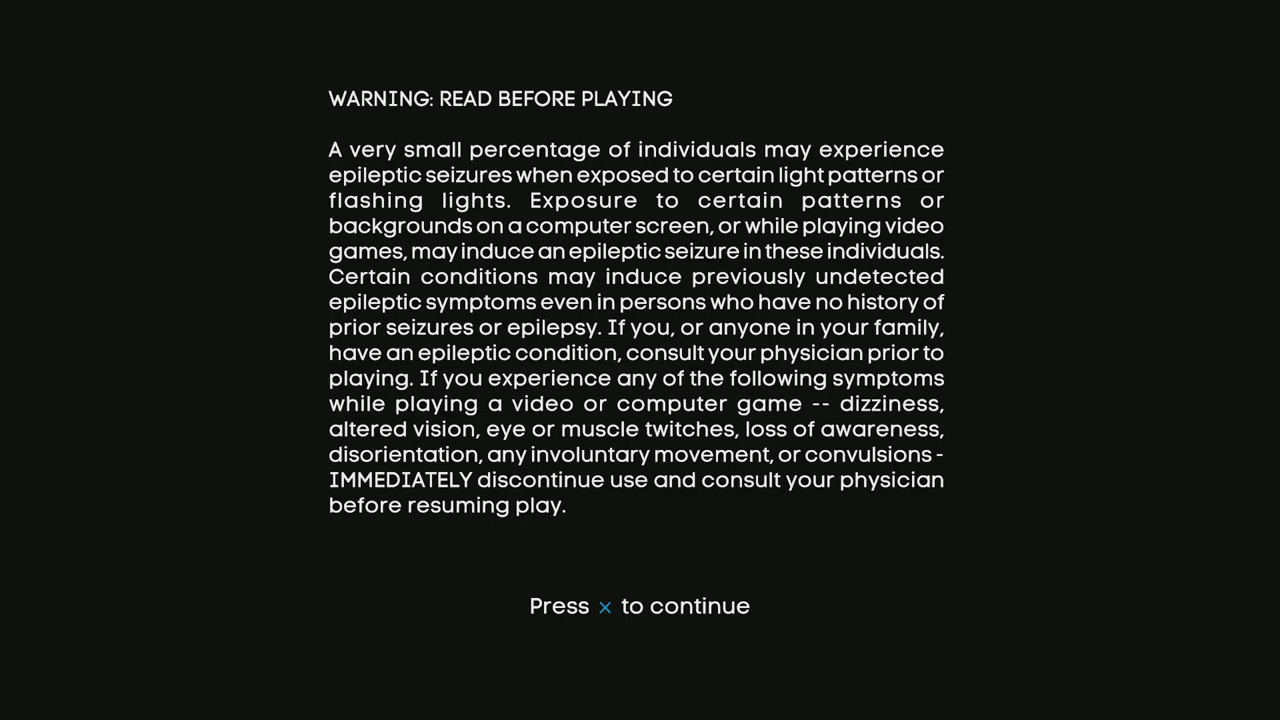 WARNING: READ BEFORE PLAYING
A very small percentage of individuals may experience
epileptic seizures when exposed to certain light patterns or
flashing lights. Exposure to certain patterns or
backgrounds on a computer screen, or while playing video
games, may induce an epileptic seizure in these individuals.
Certain conditions may induce previously undetected
epileptic symptoms even in persons who have no history of
prior seizures or epilepsy. If you, or anyone in your family,
have an epileptic condition, consult your physician prior to
playing. If you experience any of the following symptoms
while playing a video or computer game -- dizziness,
altered vision, eye or muscle twitches, loss of awareness,
disorientation, any involuntary movement, or convulsions -
IMMEDIATELY discontinue use and consult your physician
before resuming play.
Press × to continue